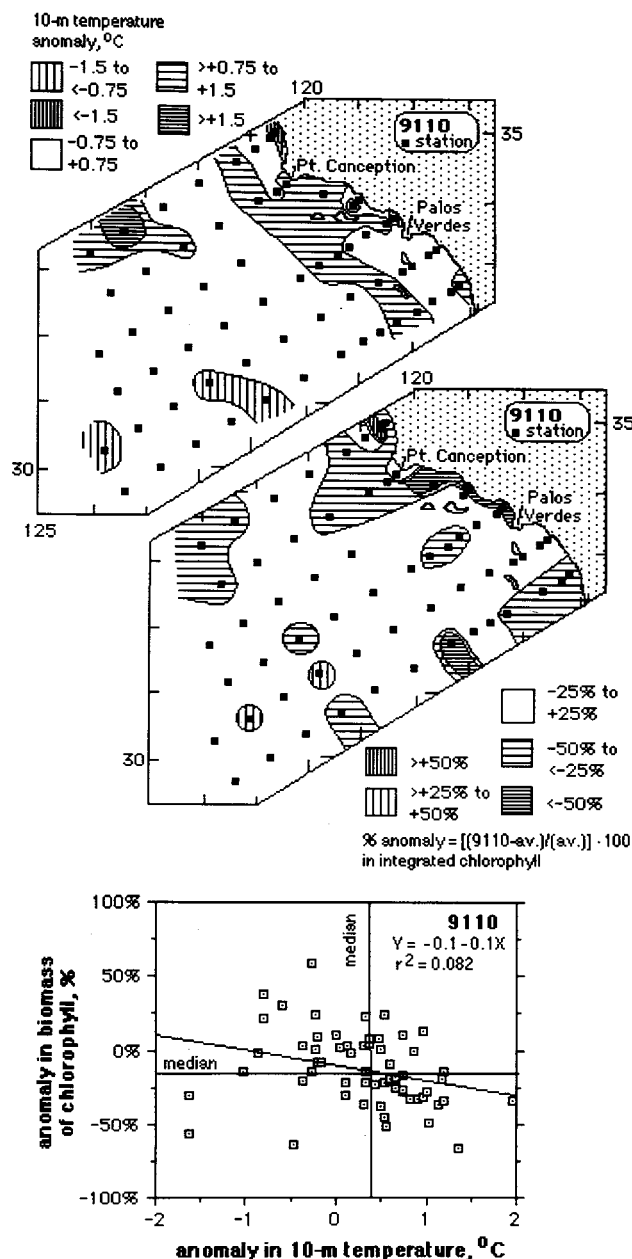 10-m temperature
anomaly, °C
-1.5 to
<-0.75
>+0.75 to
+1.5
<-1.5
>+1.5
-0.75 to
+0.75
120
35
9110
■ station
Pt. Conception
Palos
Verdes
30
125
120
35
9110
■ station
Pt. Conception
Palos
Verdes
30
-25% to
+25%
>+50%
-50% to
<-25%
>+25% to
+50%
<-50%
% anomaly = [(9110-av.)/(av.)] · 100
in integrated chlorophyll
100%
50%
0%
-50%
-100%
anomaly in biomass
of chlorophyll, %
median
median
9110
Y = -0.1-0.1X
r² = 0.082
-2
-1
0
1
2
anomaly in 10-m temperature, °C